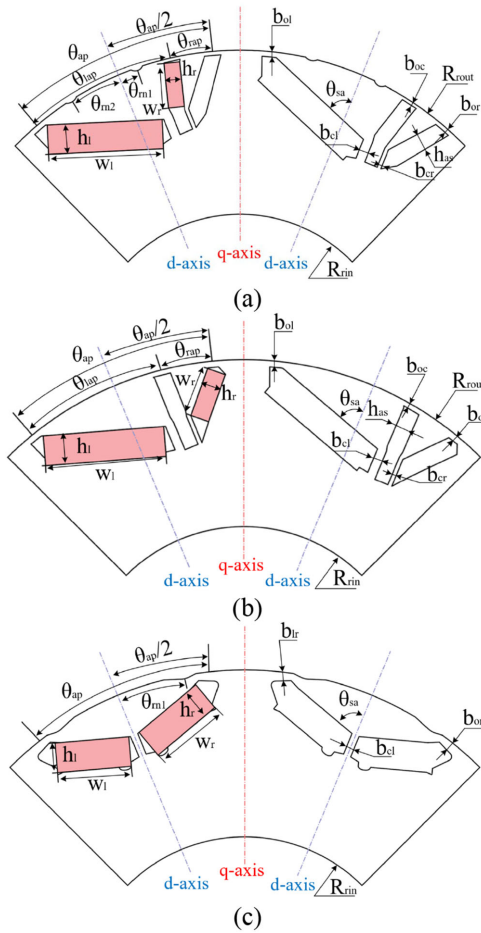 θap/2
θap
θrap
θlap
θrn1
θrn2
hr
wr
hl
wl
bol
θsa
boc
Rrout
bor
has
bcl
bcr
Rrin
d-axis
q-axis
d-axis
(a)
θap/2
θap
θrap
θlap
wr
hr
hl
wl
bol
θsa
has
boc
bcl
bcr
Rrin
d-axis
q-axis
d-axis
(b)
θap/2
θap
θrn1
hr
wr
hl
wl
blr
θsa
bcl
Rrin
d-axis
q-axis
d-axis
(c)